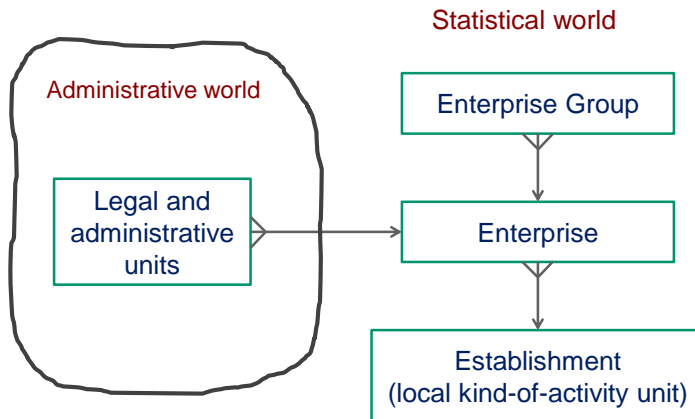 Statistical world
Administrative world
Enterprise Group
Legal and
administrative
units
Enterprise
Establishment
(local kind-of-activity unit)